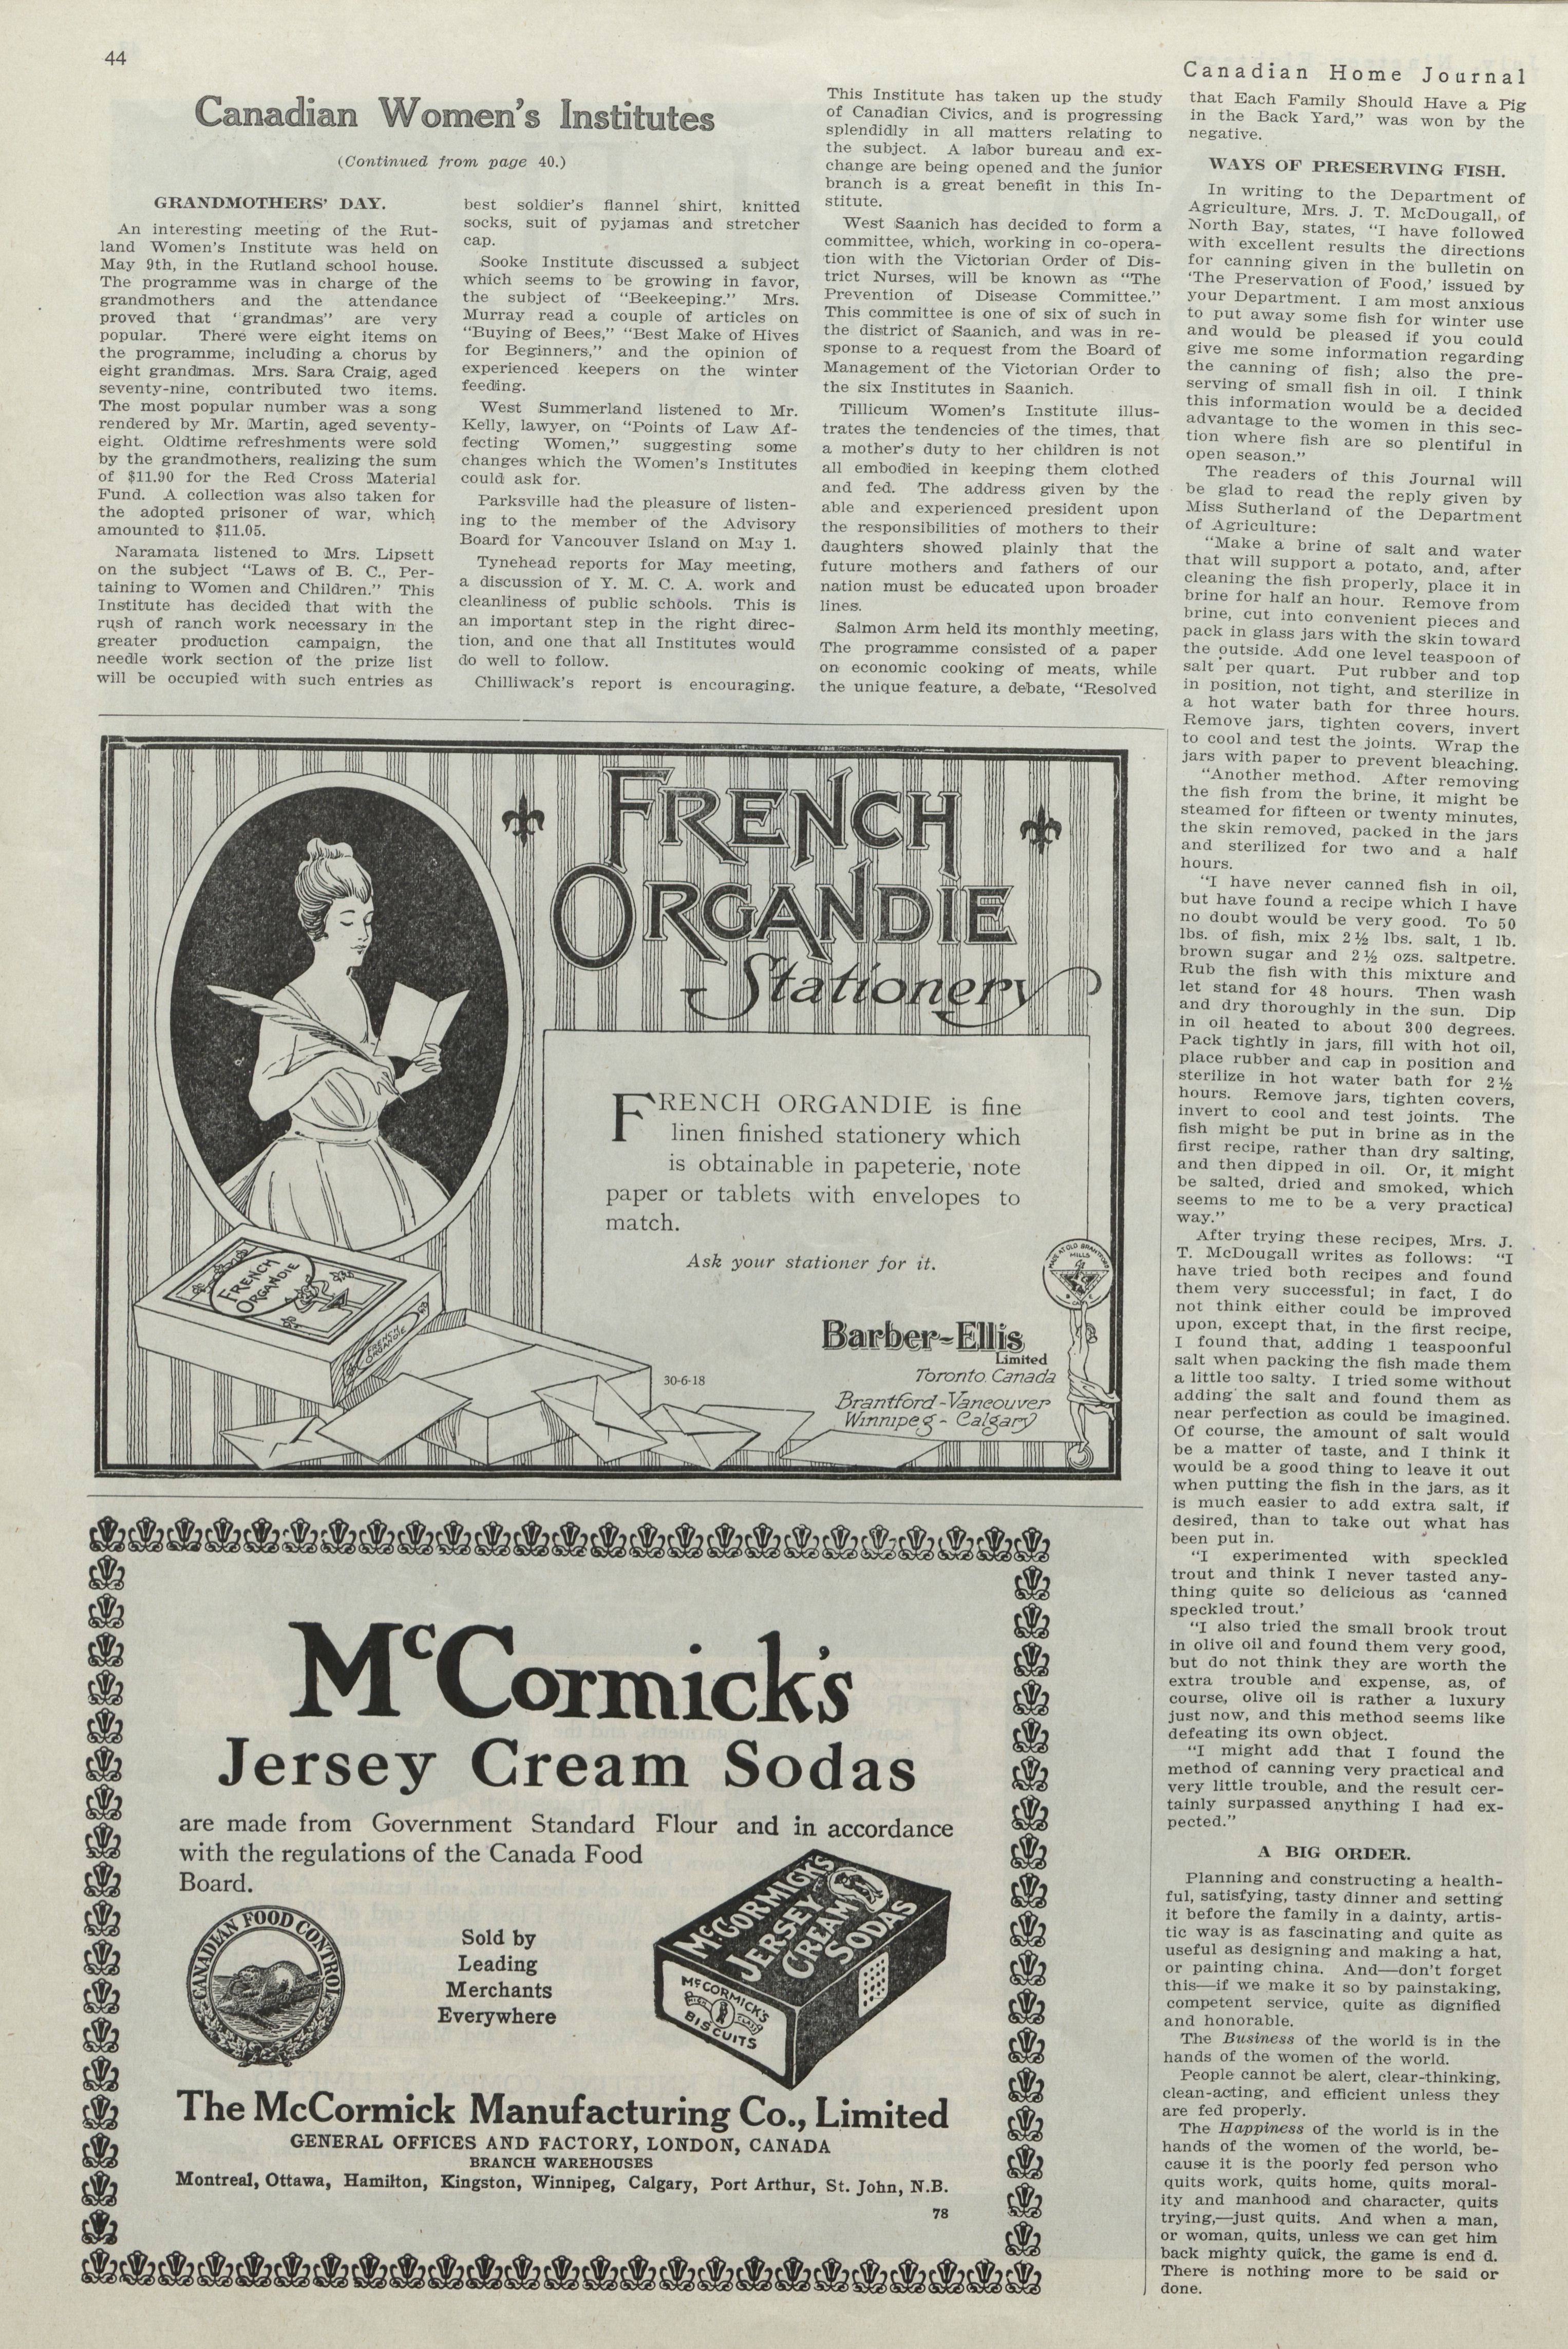 44
Canadian Home Journal
Canadian Women's Institutes
(Continued from page 40.)
GRANDMOTHERS' DAY.
An interesting meeting of the Rut-
land Women's Institute was held on
May 9th, in the Rutland school house.
The programme was in charge of the
grandmothers and the attendance
proved that "grandmas" are very
popular. There were eight items on
the programme, including a chorus by
eight grandmas. Mrs. Sara Craig, aged
seventy-nine, contributed two items.
The most popular number was a song
rendered by Mr. Martin, aged seventy-
eight. Oldtime refreshments were sold
by the grandmothers, realizing the sum
of $11.90 for the Red Cross Material
Fund. A collection was also taken for
the adopted prisoner of war, which
amounted to $11.05.
Naramata listened to Mrs. Lipsett
on the subject "Laws of B. C., Per-
taining to Women and Children." This
Institute has decided that with the
rush of ranch work necessary in the
greater production campaign, the
needle work section of the prize list
will be occupied with such entries as
best soldier's flannel shirt, knitted
socks, suit of pyjamas and stretcher
cap.
Sooke Institute discussed a subject
which seems to be growing in favor,
the subject of "Beekeeping." Mrs.
Murray read a couple of articles on
"Buying of Bees," "Best Make of Hives
for Beginners," and the opinion of
experienced keepers on the winter
feeding.
West Summerland listened to Mr.
Kelly, lawyer, on "Points of Law Af-
fecting Women," suggesting some
changes which the Women's Institutes
could ask for.
Parksville had the pleasure of listen-
ing to the member of the Advisory
Board for Vancouver Island on May 1.
Tynehead reports for May meeting,
a discussion of Y. M. C. A. work and
cleanliness of public schools. This is
an important step in the right direc-
tion, and one that all Institutes would
do well to follow.
Chilliwack's report is encouraging.
This Institute has taken up the study
of Canadian Civics, and is progressing
splendidly in all matters relating to
the subject. A labor bureau and ex-
change are being opened and the junior
branch is a great benefit in this In-
stitute.
West Saanich has decided to form a
committee, which, working in co-opera-
tion with the Victorian Order of Dis-
trict Nurses, will be known as "The
Prevention of Disease Committee."
This committee is one of six of such in
the district of Saanich, and was in re-
sponse to a request from the Board of
Management of the Victorian Order to
the six Institutes in Saanich.
Tillicum Women's Institute illus-
trates the tendencies of the times, that
a mother's duty to her children is not
all embodied in keeping them clothed
and fed. The address given by the
able and experienced president upon
the responsibilities of mothers to their
daughters showed plainly that the
future mothers and fathers of our
nation must be educated upon broader
lines.
Salmon Arm held its monthly meeting,
The programme consisted of a paper
on economic cooking of meats, while
the unique feature, a debate, "Resolved
that Each Family Should Have a Pig
in the Back Yard," was won by the
negative.
WAYS OF PRESERVING FISH.
In writing to the Department of
Agriculture, Mrs. J. T. McDougall, of
North Bay, states, "I have followed
with excellent results the directions
for canning given in the bulletin on
'The Preservation of Food,' issued by
your Department. I am most anxious
to put away some fish for winter use
and would be pleased if you could
give me some information regarding
the canning of fish; also the pre-
serving of small fish in oil. I think
this information would be a decided
advantage to the women in this sec-
tion where fish are so plentiful in
open season."
The readers of this Journal will
be glad to read the reply given by
Miss Sutherland of the Department
of Agriculture:
"Make a brine of salt and water
that will support a potato, and, after
cleaning the fish properly, place it in
brine for half an hour. Remove from
brine, cut into convenient pieces and
pack in glass jars with the skin toward
the outside. Add one level teaspoon of
salt per quart. Put rubber and top
in position, not tight, and sterilize in
a hot water bath for three hours.
Remove jars, tighten covers, invert
to cool and test the joints. Wrap the
jars with paper to prevent bleaching.
"Another method. After removing
the fish from the brine, it might be
steamed for fifteen or twenty minutes,
the skin removed, packed in the jars
and sterilized for two and a half
hours.
"I have never canned fish in oil,
but have found a recipe which I have
no doubt would be very good. To 50
lbs. of fish, mix 2½ lbs. salt, 1 lb.
brown sugar and 2½ ozs. saltpetre.
Rub the fish with this mixture and
let stand for 48 hours. Then wash
and dry thoroughly in the sun. Dip
in oil heated to about 300 degrees.
Pack tightly in jars, fill with hot oil,
place rubber and cap in position and
sterilize in hot water bath for 2½
hours. Remove jars, tighten covers,
invert to cool and test joints. The
fish might be put in brine as in the
first recipe, rather than dry salting,
and then dipped in oil. Or, it might
be salted, dried and smoked, which
seems to me to be a very practical
way."
After trying these recipes, Mrs. J.
T. McDougall writes as follows: "I
have tried both recipes and found
them very successful; in fact, I do
not think either could be improved
upon, except that, in the first recipe,
I found that, adding 1 teaspoonful
salt when packing the fish made them
a little too salty. I tried some without
adding the salt and found them as
near perfection as could be imagined.
Of course, the amount of salt would
be a matter of taste, and I think it
would be a good thing to leave it out
when putting the fish in the jars, as it
is much easier to add extra salt, if
desired, than to take out what has
been put in.
"I experimented with speckled
trout and think I never tasted any-
thing quite so delicious as 'canned
speckled trout.'
"I also tried the small brook trout
in olive oil and found them very good,
but do not think they are worth the
extra trouble and expense, as, of
course, olive oil is rather a luxury
just now, and this method seems like
defeating its own object.
"I might add that I found the
method of canning very practical and
very little trouble, and the result cer-
tainly surpassed anything I had ex-
pected."
A BIG ORDER.
Planning and constructing a health-
ful, satisfying, tasty dinner and setting
it before the family in a dainty, artis-
tic way is as fascinating and quite as
useful as designing and making a hat,
or painting china. And—don't forget
this—if we make it so by painstaking,
competent service, quite as dignified
and honorable.
The Business of the world is in the
hands of the women of the world.
People cannot be alert, clear-thinking,
clean-acting, and efficient unless they
are fed properly.
The Happiness of the world is in the
hands of the women of the world, be-
cause it is the poorly fed person who
quits work, quits home, quits moral-
ity and manhood and character, quits
trying,—just quits. And when a man,
or woman, quits, unless we can get him
back mighty quick, the game is end d.
There is nothing more to be said or
done.
FRENCH
ORGANDIE
Stationery
FRENCH ORGANDIE is fine
linen finished stationery which
is obtainable in papeterie, note
paper or tablets with envelopes to
match.
Ask your stationer for it.
MADE AT OLD BRANTFORD
MILLS
FRENCH
ORGANDIE
FRENCH
ORGANDIE
Barber-Ellis
Limited
Toronto, Canada
Brantford-Vancouver
Winnipeg-Calgary
30-6-18
McCormick's
Jersey Cream Sodas
are made from Government Standard Flour and in accordance
with the regulations of the Canada Food
Board.
CANADIAN FOOD CONTROL
Sold by
Leading
Merchants
Everywhere
McCORMICK'S
JERSEY
CREAM
SODAS
McCORMICK'S
BISCUITS
The McCormick Manufacturing Co., Limited
GENERAL OFFICES AND FACTORY, LONDON, CANADA
BRANCH WAREHOUSES
Montreal, Ottawa, Hamilton, Kingston, Winnipeg, Calgary, Port Arthur, St. John, N.B.
78